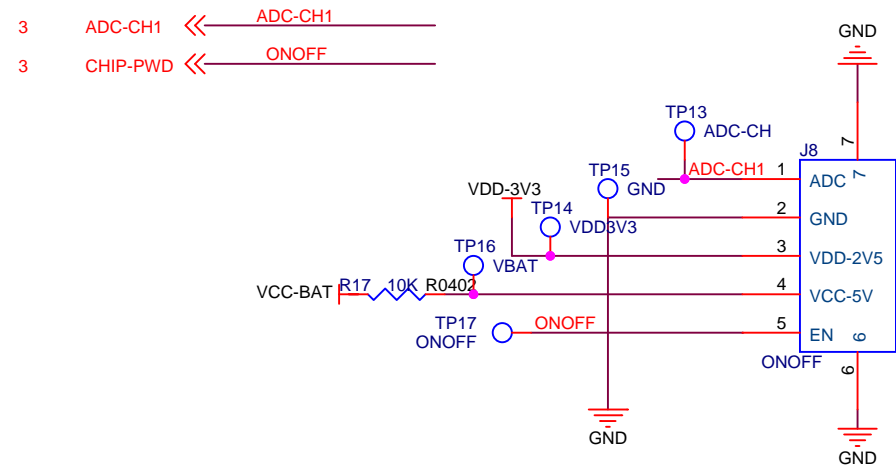 3 ADC-CH1 ADC-CH1
3 CHIP-PWD ONOFF
GND
TP13
ADC-CH
7
J8
TP15
ADC-CH1 1 ADC 7
VDD-3V3
GND
TP14
2 GND
VDD3V3
TP16
3 VDD-2V5
VBAT
VCC-BAT R17 10K R0402
4 VCC-5V
TP17
ONOFF
ONOFF
5 EN 6
ONOFF
6
GND
GND